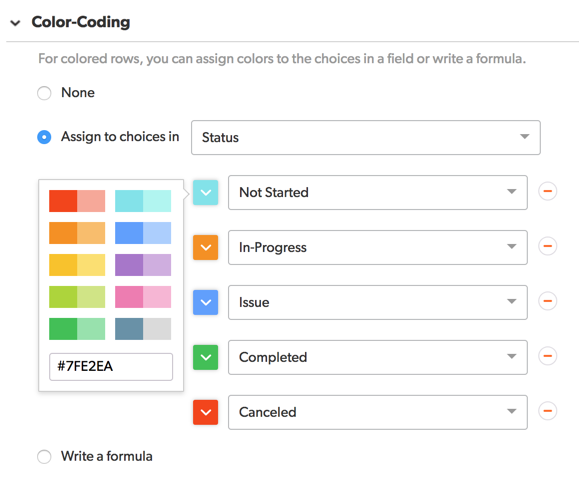 Color-Coding
For colored rows, you can assign colors to the choices in a field or write a formula.
None
Assign to choices in
Status
Not Started
In-Progress
Issue
#7FE2EA
Completed
Canceled
Write a formula